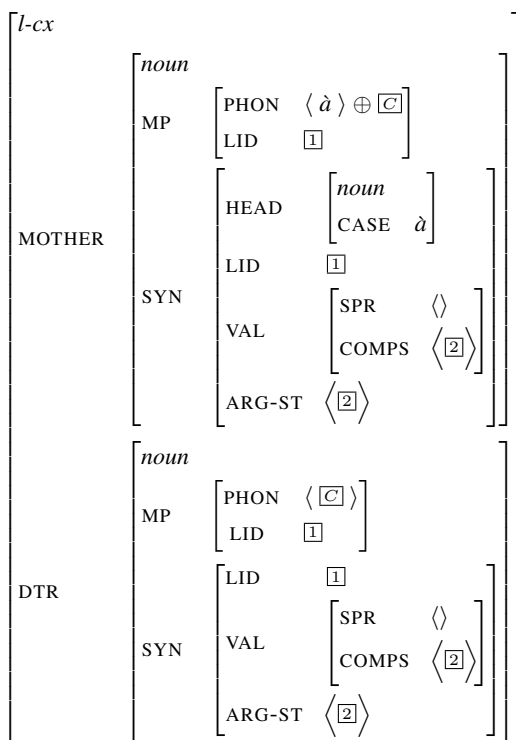 l-cx
noun
MP PHON ⟨ à ⟩ ⊕ C
LID 1
MOTHER
SYN
HEAD noun
CASE à
LID 1
VAL SPR ⟨⟩
COMPS ⟨ 2 ⟩
ARG-ST ⟨ 2 ⟩
noun
MP PHON ⟨ C ⟩
LID 1
DTR
SYN
LID 1
VAL SPR ⟨⟩
COMPS ⟨ 2 ⟩
ARG-ST ⟨ 2 ⟩